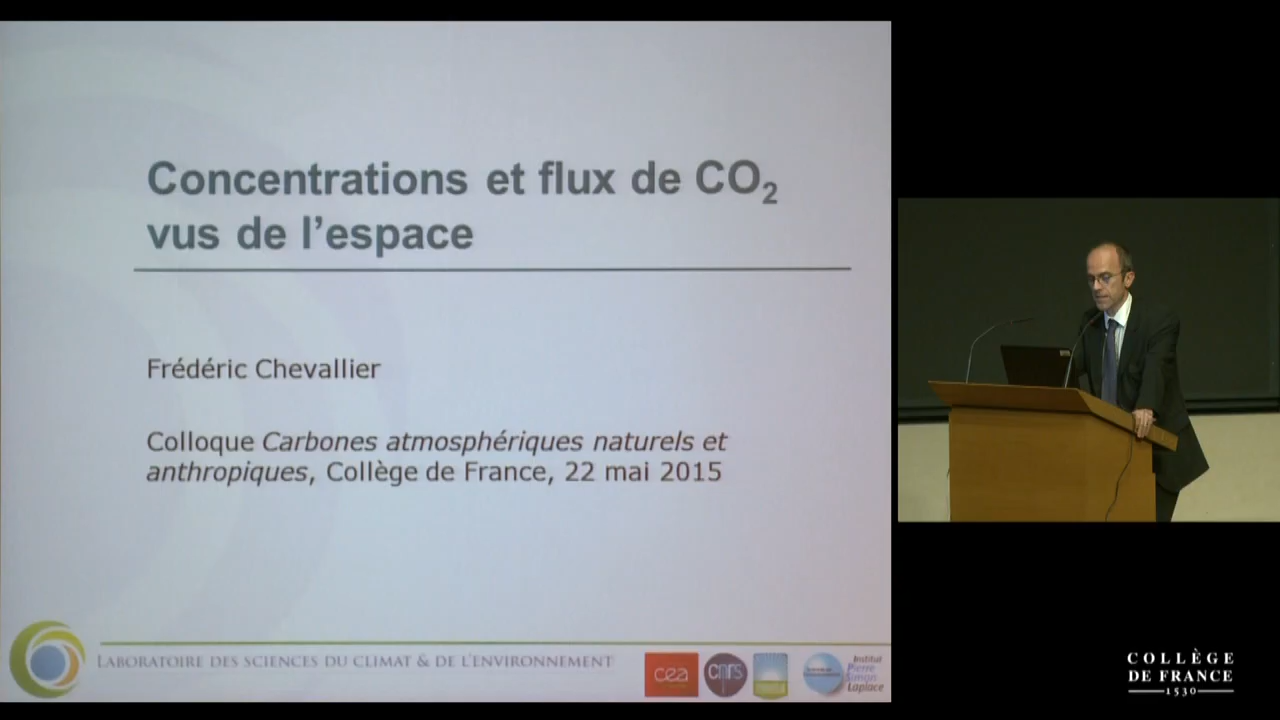 Concentrations et flux de CO2
vus de l'espace
Frédéric Chevallier
Colloque Carbones atmosphériques naturels et
anthropiques, Collège de France, 22 mai 2015
LABORATOIRE DES SCIENCES DU CLIMAT & DE L'ENVIRONNEMENT
cea
cnrs
Institut
Pierre
Simon
Laplace
COLLÈGE
DE FRANCE
1530